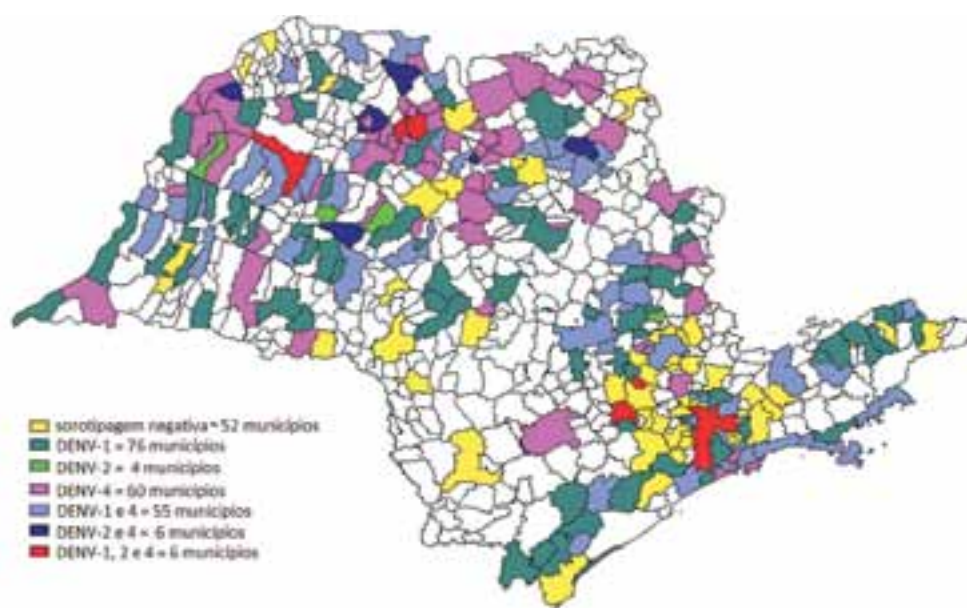 sorotipagem negativa = 52 municípios
DENV-1 = 76 municípios
DENV-2 = 4 municípios
DENV-4 = 60 municípios
DENV-1 e 4 = 55 municípios
DENV-2 e 4 = 6 municípios
DENV-1, 2 e 4 = 6 municípios